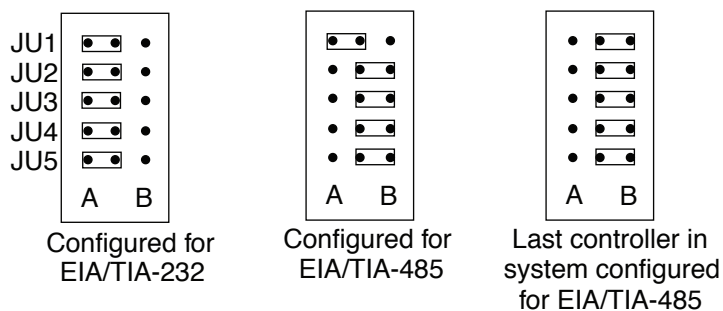 JU1
JU2
JU3
JU4
JU5
A B
Configured for
EIA/TIA-232
A B
Configured for
EIA/TIA-485
A B
Last controller in
system configured
for EIA/TIA-485